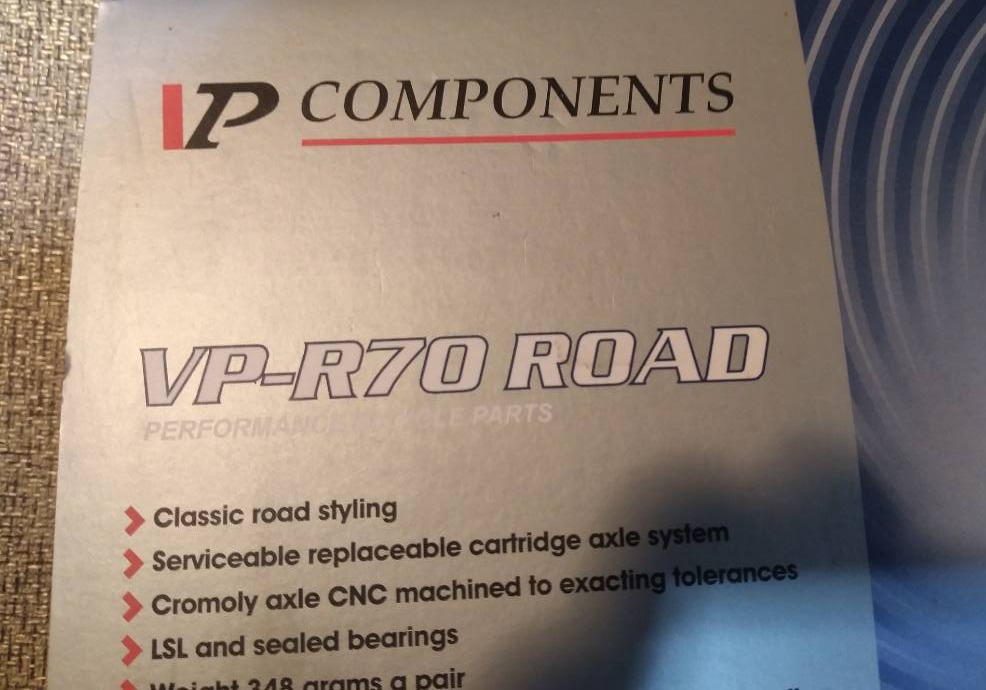 VP COMPONENTS
VP-R70 ROAD
PERFORMANCE BICYCLE PARTS
Classic road styling
Serviceable replaceable cartridge axle system
Cromoly axle CNC machined to exacting tolerances
LSL and sealed bearings
Weight 348 grams a pair